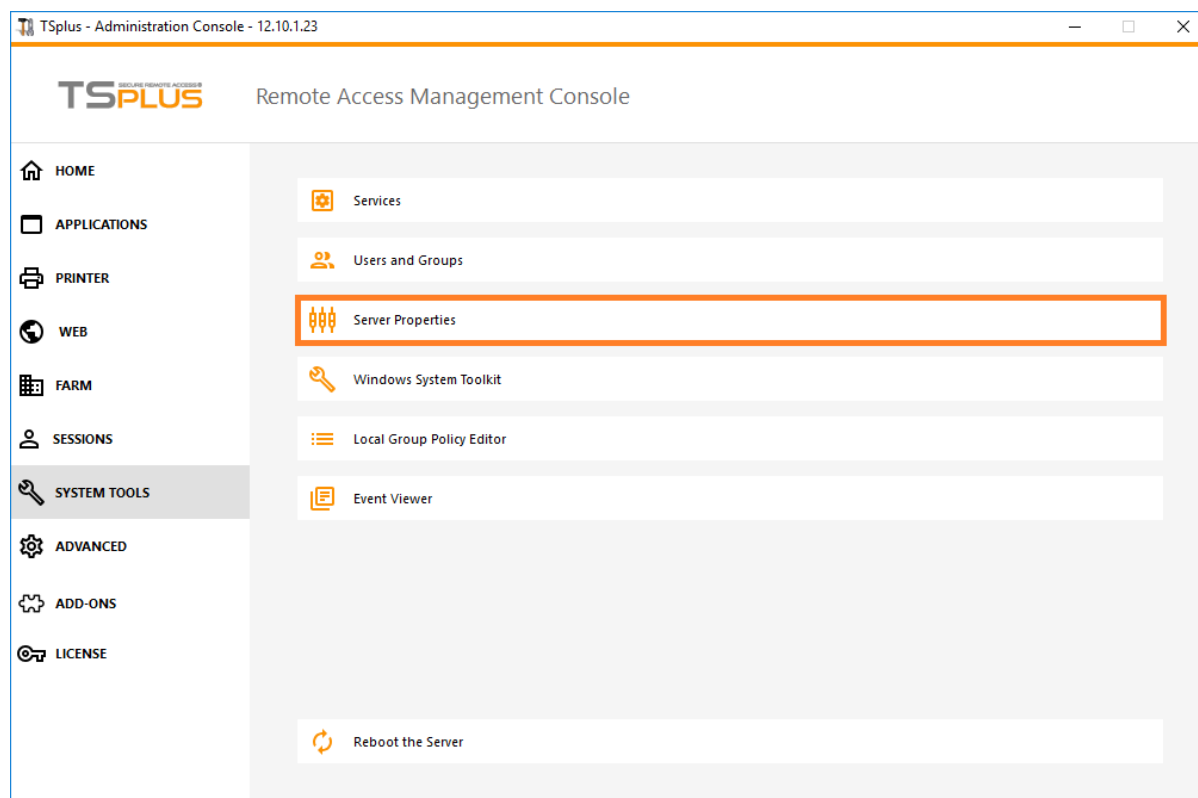 TSplus - Administration Console - 12.10.1.23
SECURE REMOTE ACCESS®
TSPLUS
Remote Access Management Console
HOME
APPLICATIONS
PRINTER
WEB
FARM
SESSIONS
SYSTEM TOOLS
ADVANCED
ADD-ONS
LICENSE
Services
Users and Groups
Server Properties
Windows System Toolkit
Local Group Policy Editor
Event Viewer
Reboot the Server